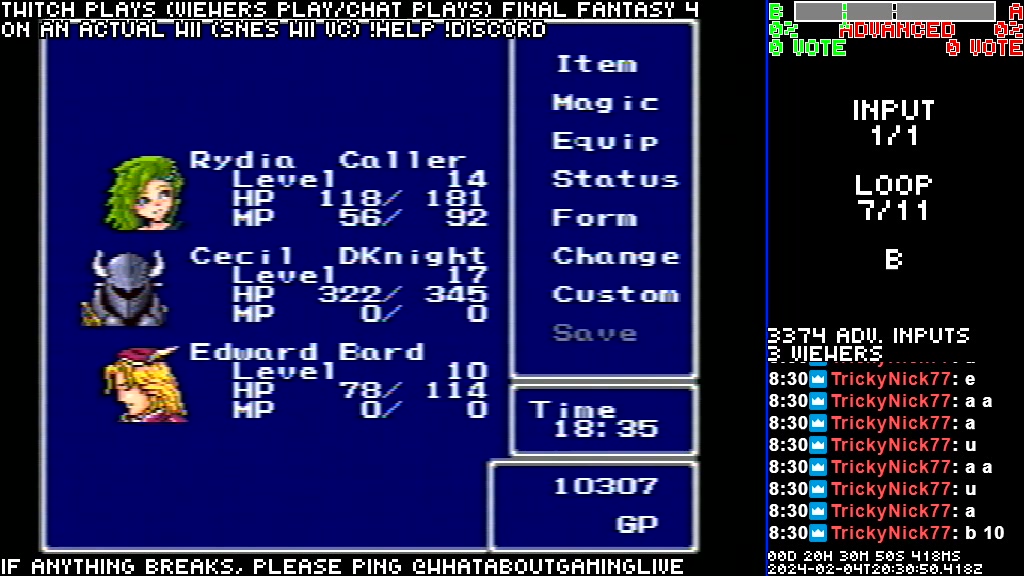 TWITCH PLAYS (VIEWERS PLAY/CHAT PLAYS) FINAL FANTASY 4
ON AN ACTUAL WII (SNES WII VC) !HELP !DISCORD
Rydia Caller
Level 14
HP 118/ 181
MP 56/ 92
Cecil DKnight
Level 17
HP 322/ 345
MP 0/ 0
Edward Bard
Level 10
HP 78/ 114
MP 0/ 0
Item
Magic
Equip
Status
Form
Change
Custom
Save
Time
18:35
10307
GP
IF ANYTHING BREAKS, PLEASE PING @WHATABOUTGAMINGLIVE
B A
0% ADVANCED 0%
0 VOTE 0 VOTE
INPUT
1/1
LOOP
7/11
B
3374 ADV. INPUTS
3 VIEWERS
8:30 TrickyNick77: e
8:30 TrickyNick77: a a
8:30 TrickyNick77: a
8:30 TrickyNick77: u
8:30 TrickyNick77: a a
8:30 TrickyNick77: u
8:30 TrickyNick77: a
8:30 TrickyNick77: b 10
00D 20H 30M 50S 418MS
2024-02-04T20:30:50.418Z